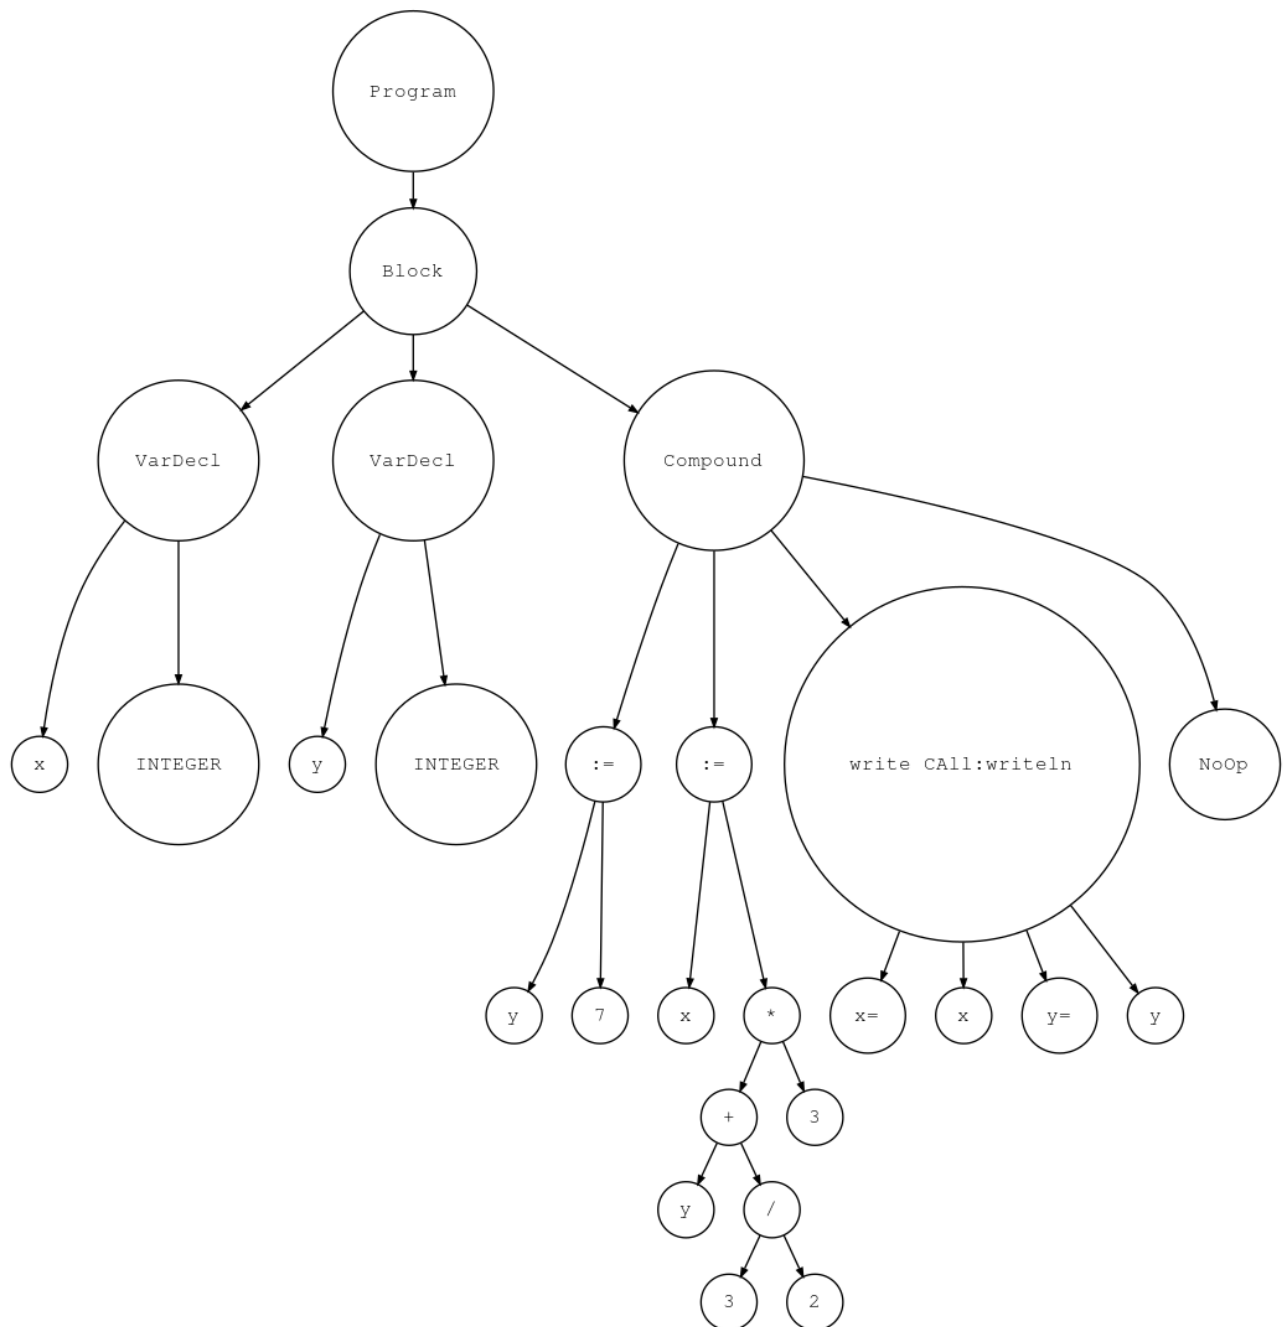 Program
Block
VarDecl
VarDecl
Compound
x
INTEGER
y
INTEGER
:=
:=
write CAll:writeln
NoOp
y
7
x
*
x=
x
y=
y
+
3
y
/
3
2